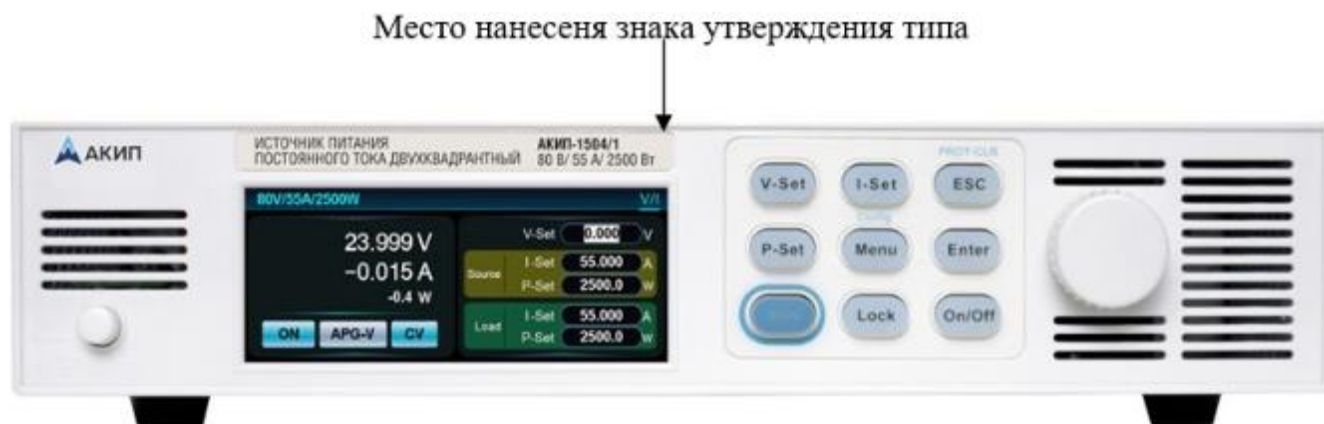 Место нанесеня знака утверждения типа
АКИП
ИСТОЧНИК ПИТАНИЯ
ПОСТОЯННОГО ТОКА ДВУХКВАДРАНТНЫЙ
АКИП-1504/1
80 В/ 55 А/ 2500 Вт
80V/55A/2500W
V/I
23.999 V
-0.015 A
-0.4 W
ON APG-V CV
V-Set 0.000 V
Source
I-Set 55.000 A
P-Set 2500.0 W
Load
I-Set 55.000 A
P-Set 2500.0 W
PROT-CLR
V-Set I-Set ESC
Config
P-Set Menu Enter
Lock On/Off